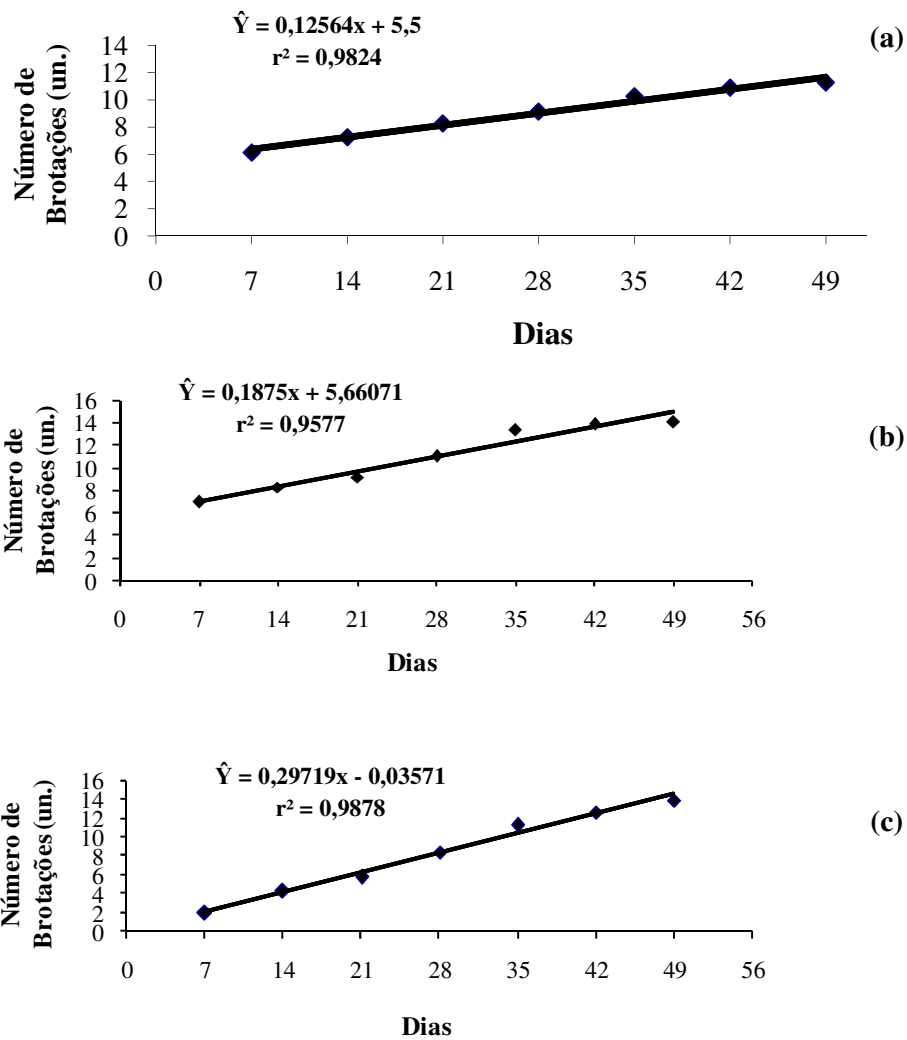 Ŷ = 0,12564x + 5,5
r² = 0,9824
(a)
Número de
Brotações (un.)
14
12
10
8
6
4
2
0
0 7 14 21 28 35 42 49
Dias
Ŷ = 0,1875x + 5,66071
r² = 0,9577
(b)
Número de
Brotações (un.)
16
14
12
10
8
6
4
2
0
0 7 14 21 28 35 42 49 56
Dias
Ŷ = 0,29719x - 0,03571
r² = 0,9878
(c)
Número de
Brotações (un.)
16
14
12
10
8
6
4
2
0
0 7 14 21 28 35 42 49 56
Dias